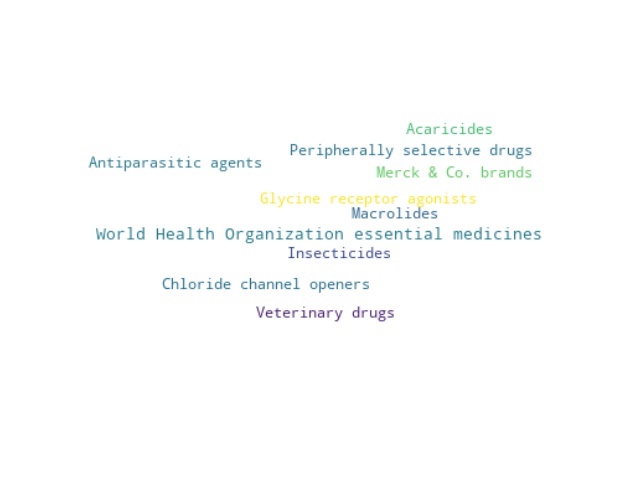 Acaricides
Peripherally selective drugs
Antiparasitic agents
Merck & Co. brands
Glycine receptor agonists
Macrolides
World Health Organization essential medicines
Insecticides
Chloride channel openers
Veterinary drugs